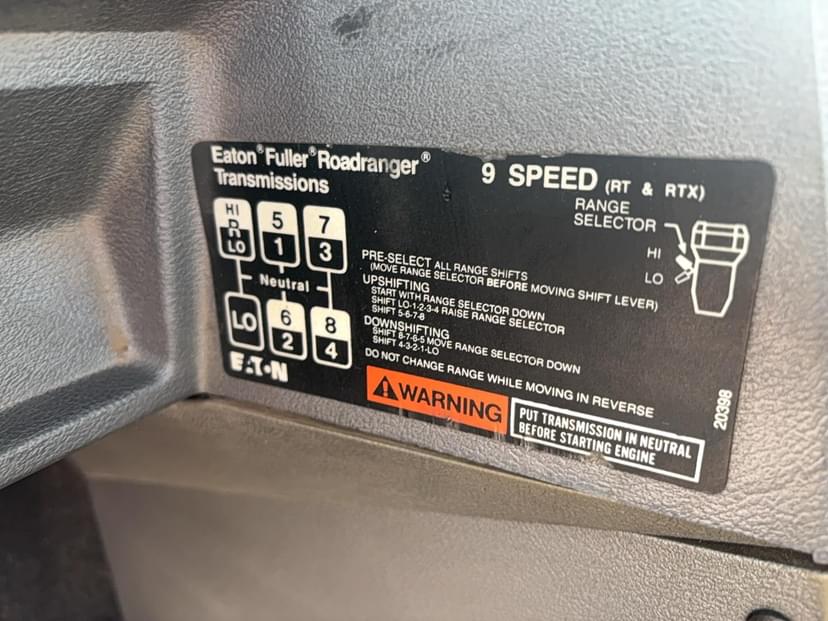 Eaton® Fuller® Roadranger®
Transmissions
9 SPEED (RT & RTX)
RANGE
SELECTOR
HI
LO
HI
R
LO
5
1
7
3
Neutral
LO
6
2
8
4
EATON
PRE-SELECT ALL RANGE SHIFTS
(MOVE RANGE SELECTOR BEFORE MOVING SHIFT LEVER)
UPSHIFTING
START WITH RANGE SELECTOR DOWN
SHIFT LO-1-2-3-4 RAISE RANGE SELECTOR
SHIFT 5-6-7-8
DOWNSHIFTING
SHIFT 8-7-6-5 MOVE RANGE SELECTOR DOWN
SHIFT 4-3-2-1-LO
DO NOT CHANGE RANGE WHILE MOVING IN REVERSE
WARNING
PUT TRANSMISSION IN NEUTRAL
BEFORE STARTING ENGINE
20398